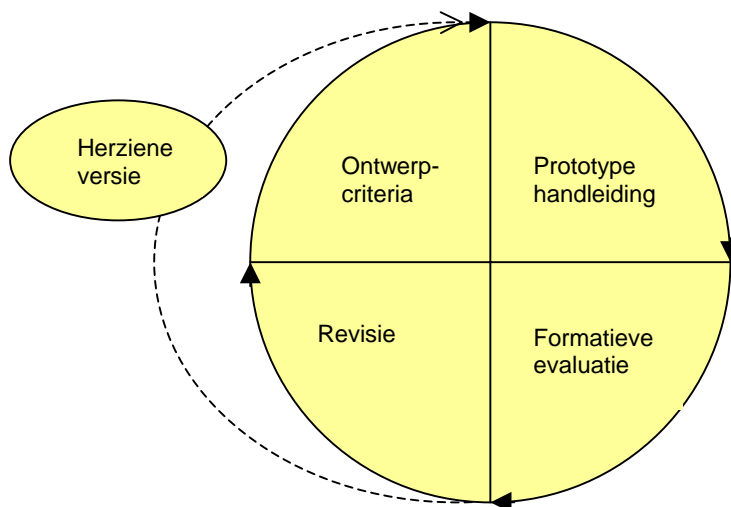 Herziene
versie
Ontwerp-
criteria
Prototype
handleiding
Revisie
Formatieve
evaluatie